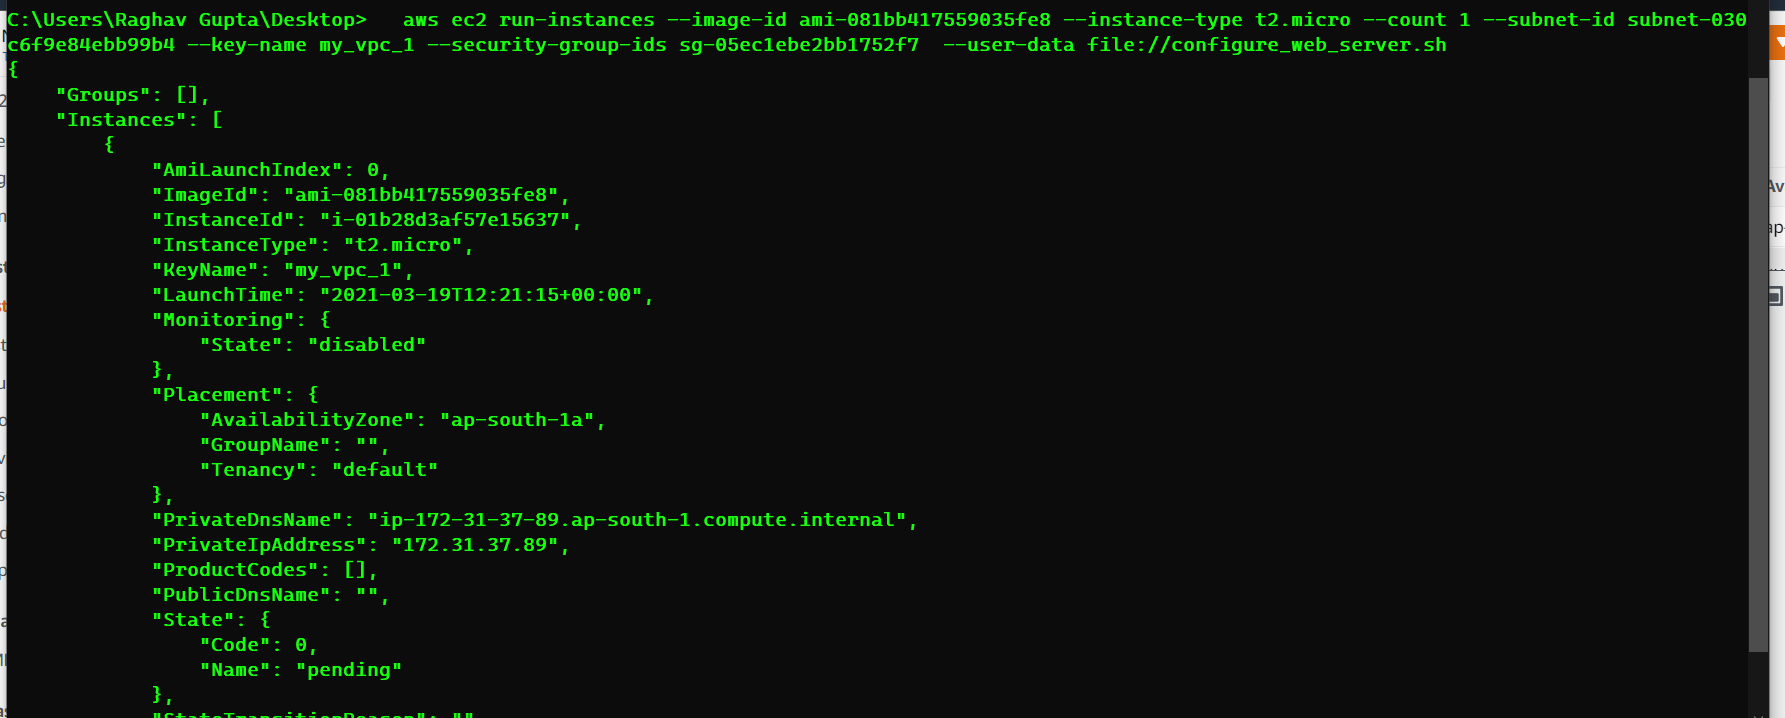 C:\Users\Raghav Gupta\Desktop>   aws ec2 run-instances --image-id ami-081bb417559035fe8 --instance-type t2.micro --count 1 --subnet-id subnet-030
c6f9e84ebb99b4 --key-name my_vpc_1 --security-group-ids sg-05ec1ebe2bb1752f7  --user-data file://configure_web_server.sh
{
    "Groups": [],
    "Instances": [
        {
            "AmiLaunchIndex": 0,
            "ImageId": "ami-081bb417559035fe8",
            "InstanceId": "i-01b28d3af57e15637",
            "InstanceType": "t2.micro",
            "KeyName": "my_vpc_1",
            "LaunchTime": "2021-03-19T12:21:15+00:00",
            "Monitoring": {
                "State": "disabled"
            },
            "Placement": {
                "AvailabilityZone": "ap-south-1a",
                "GroupName": "",
                "Tenancy": "default"
            },
            "PrivateDnsName": "ip-172-31-37-89.ap-south-1.compute.internal",
            "PrivateIpAddress": "172.31.37.89",
            "ProductCodes": [],
            "PublicDnsName": "",
            "State": {
                "Code": 0,
                "Name": "pending"
            },
            "StateTransitionReason": ""